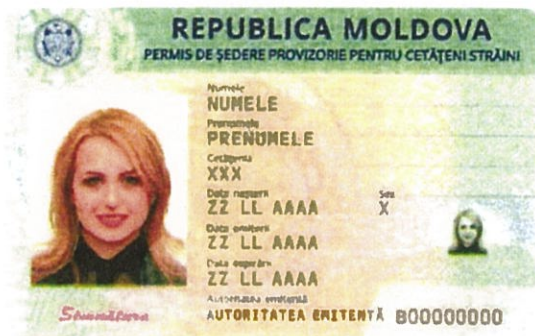 REPUBLICA MOLDOVA
PERMIS DE ȘEDERE PROVIZORIE PENTRU CETĂȚENI STRĂINI
Numele
NUMELE
Prenumele
PRENUMELE
Cetățenia
XXX
Data nașterii Sex
ZZ LL AAAA X
Data emiterii
ZZ LL AAAA
Data expirării
ZZ LL AAAA
Autoritatea emitentă
AUTORITATEA EMITENTĂ B00000000
Semnătura